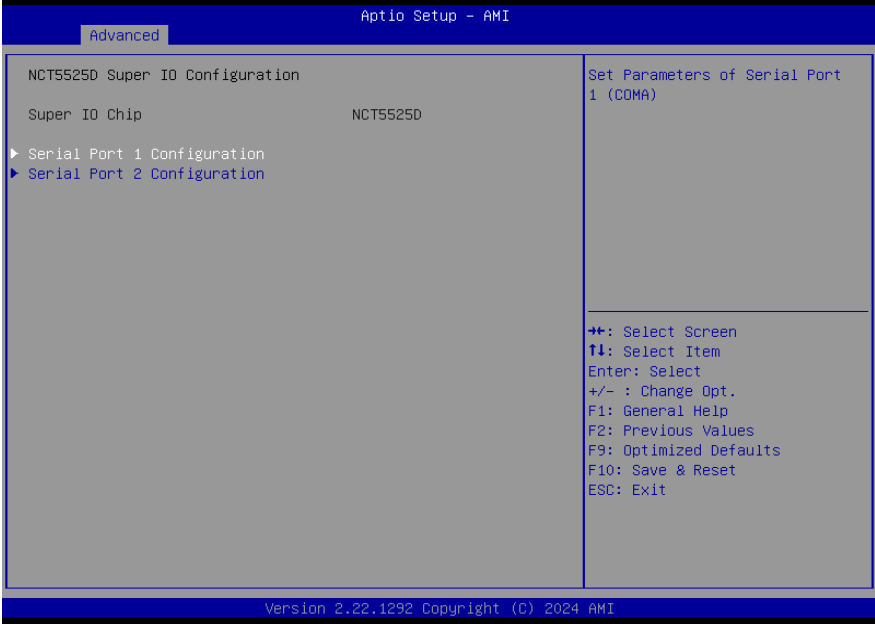 Aptio Setup – AMI
Advanced
NCT5525D Super IO Configuration
Super IO Chip NCT5525D
▶ Serial Port 1 Configuration
▶ Serial Port 2 Configuration
Set Parameters of Serial Port
1 (COMA)
→←: Select Screen
↑↓: Select Item
Enter: Select
+/- : Change Opt.
F1: General Help
F2: Previous Values
F9: Optimized Defaults
F10: Save & Reset
ESC: Exit
Version 2.22.1292 Copyright (C) 2024 AMI